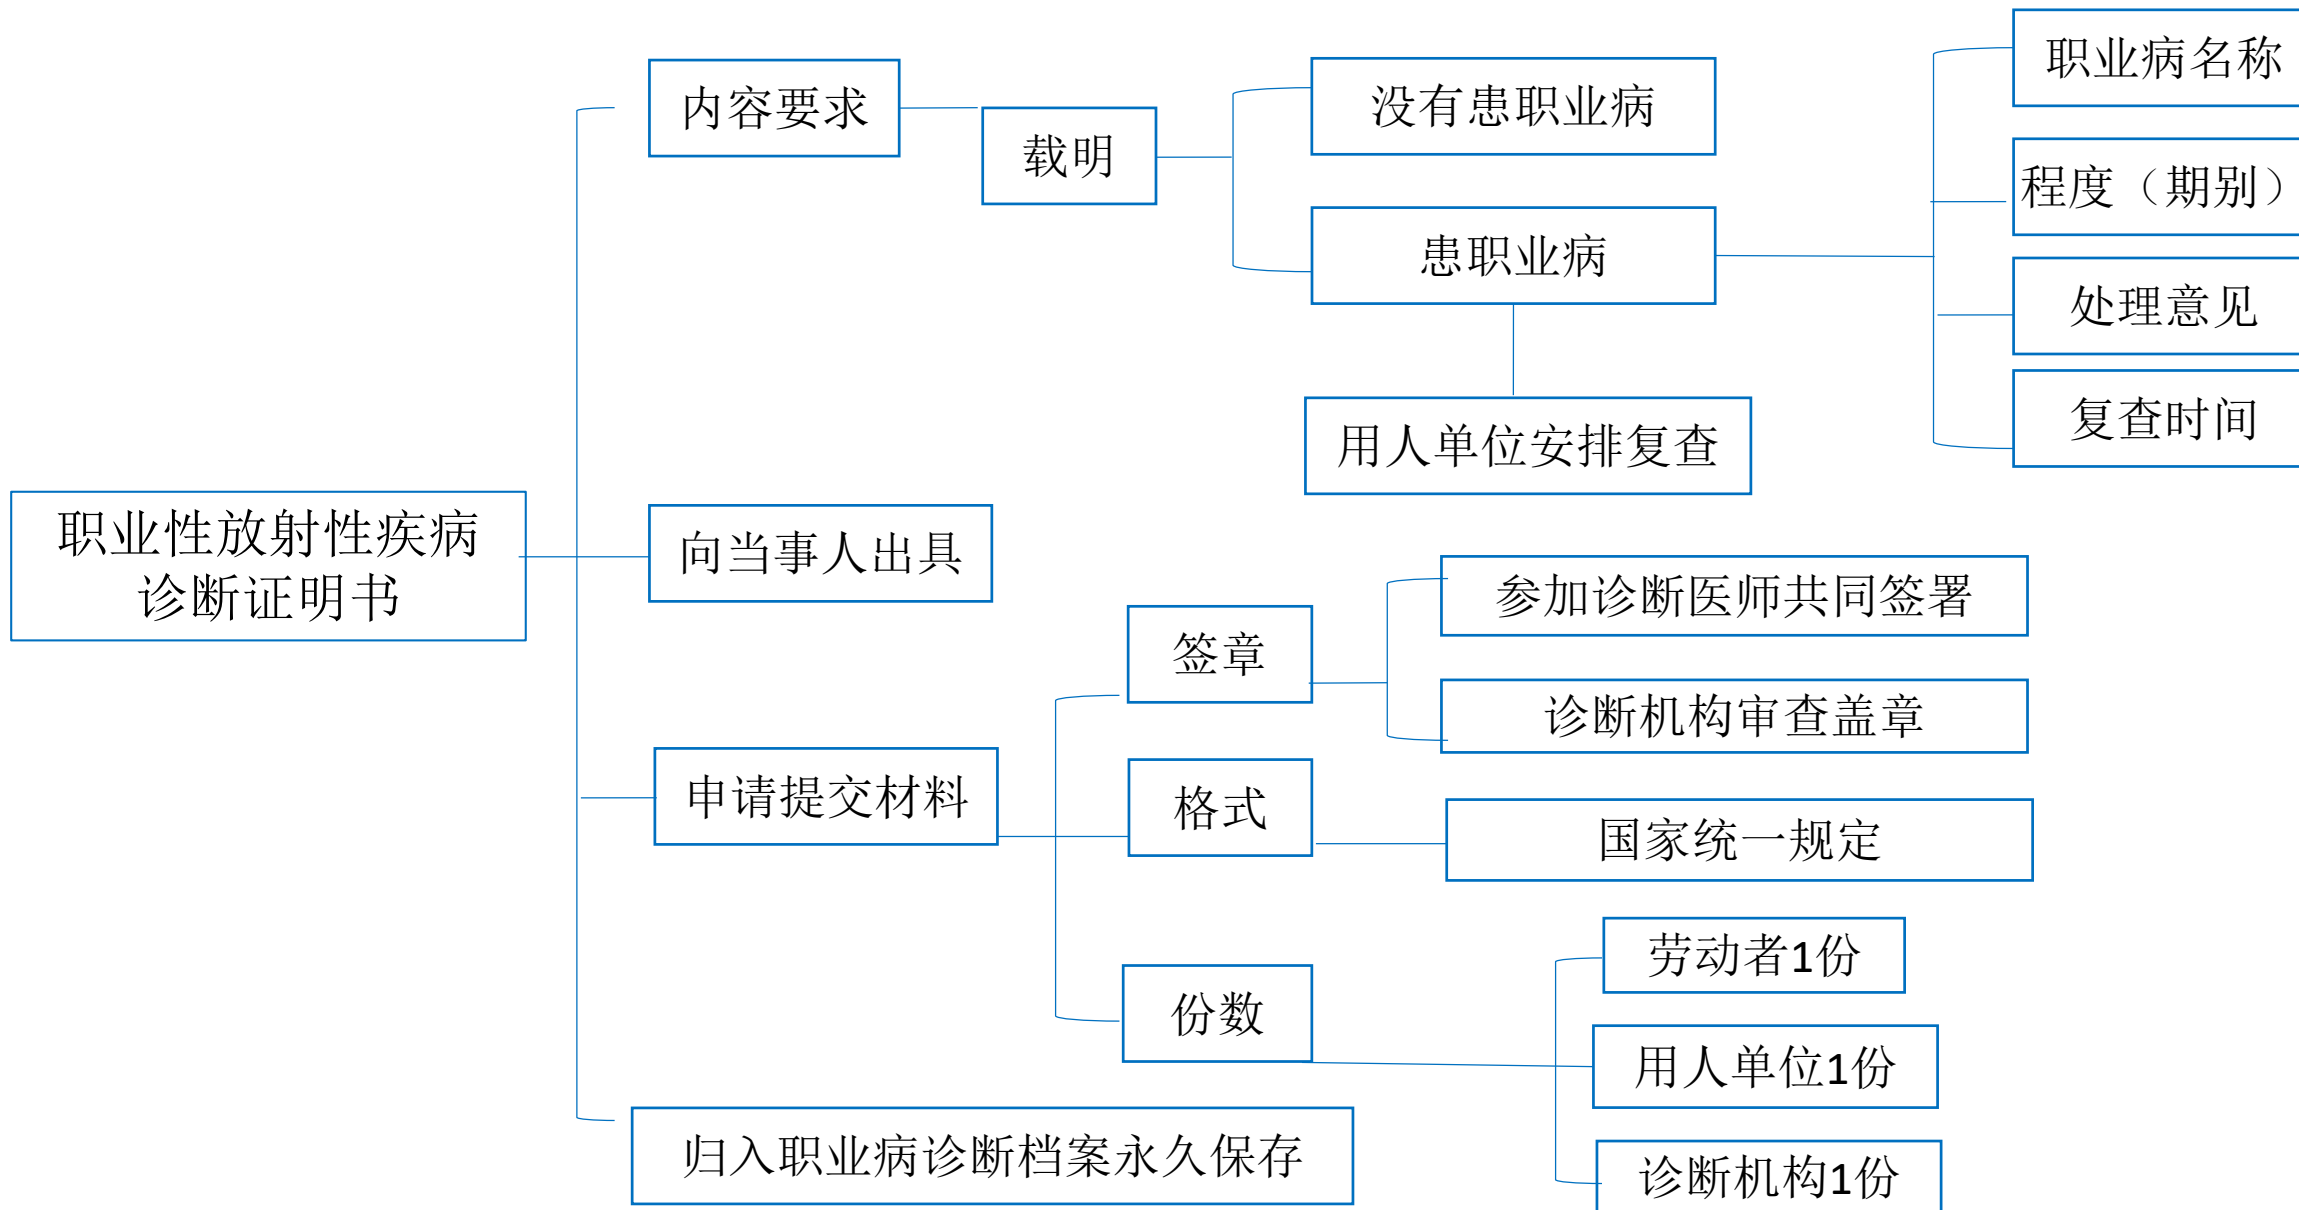 职业病名称
内容要求
没有患职业病
载明
程度（期别）
患职业病
处理意见
复查时间
用人单位安排复查
职业性放射性疾病
诊断证明书
向当事人出具
参加诊断医师共同签署
签章
诊断机构审查盖章
申请提交材料
格式
国家统一规定
劳动者1份
份数
用人单位1份
归入职业病诊断档案永久保存
诊断机构1份